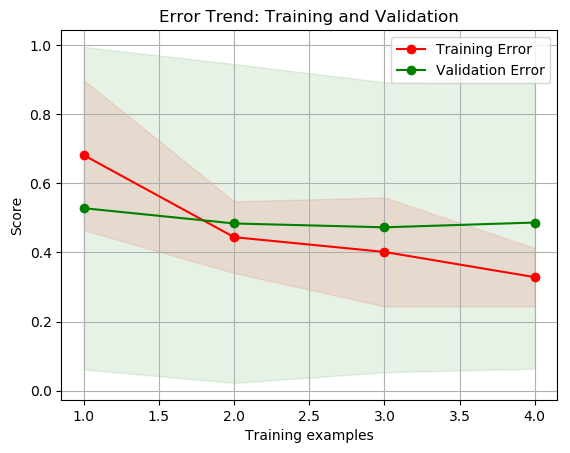 Error Trend: Training and Validation
Training Error
Validation Error
Score
1.0
0.8
0.6
0.4
0.2
0.0
1.0 1.5 2.0 2.5 3.0 3.5 4.0
Training examples